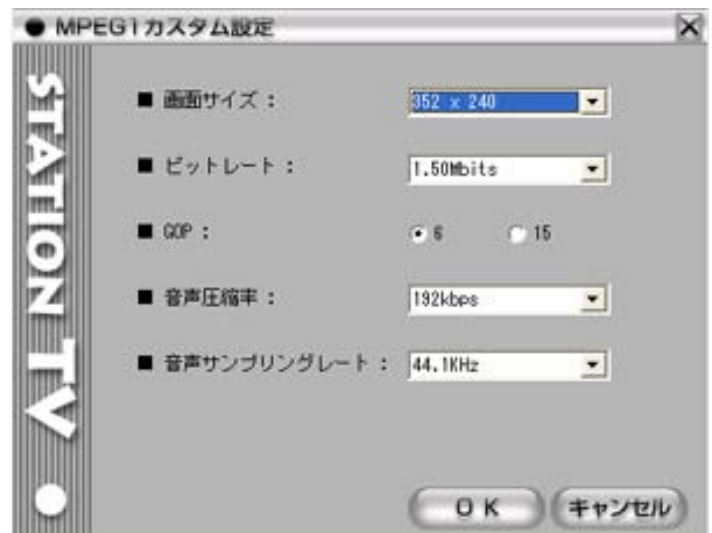 ● MPEG1カスタム設定
STATION TV
■ 画面サイズ： 352 x 240
■ ビットレート： 1.50Mbits
■ GOP： 6 15
■ 音声圧縮率： 192kbps
■ 音声サンプリングレート： 44.1KHz
OK キャンセル